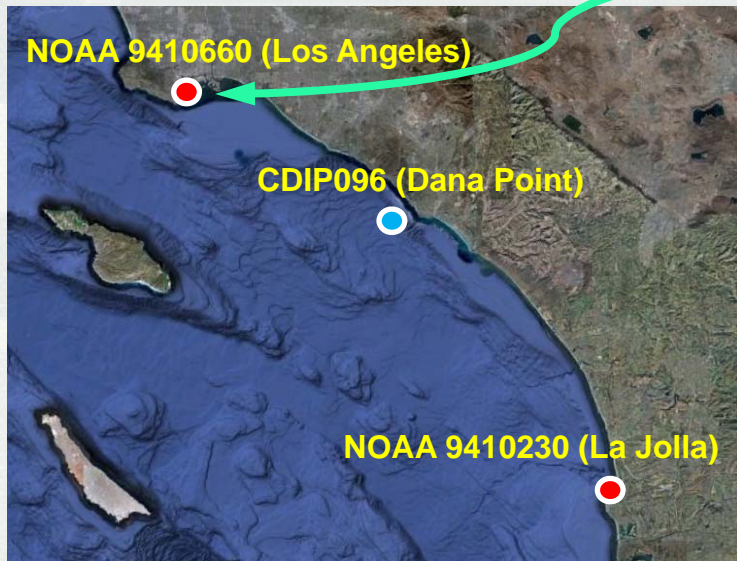 NOAA 9410660 (Los Angeles)
CDIP096 (Dana Point)
NOAA 9410230 (La Jolla)